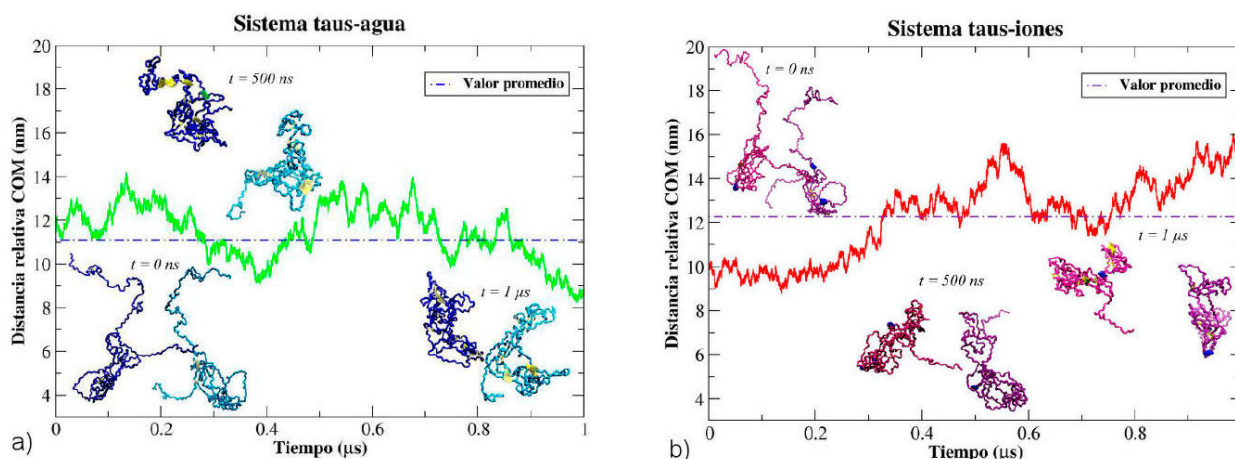 Sistema taus-agua
20
18
16
14
12
10
8
6
4
Distancia relativa COM (nm)
t = 500 ns
Valor promedio
t = 0 ns
t = 1 μs
0
0.2
0.4
0.6
0.8
1
Tiempo (μs)
a)
Sistema taus-iones
20
18
16
14
12
10
8
6
4
Distancia relativa COM (nm)
t = 0 ns
Valor promedio
t = 1 μs
t = 500 ns
0
0.2
0.4
0.6
0.8
Tiempo (μs)
b)